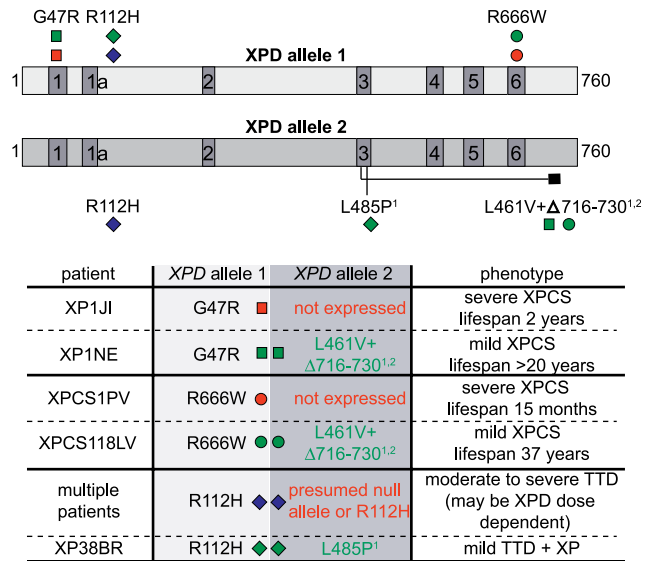 G47R R112H R666W
XPD allele 1
1 1 1a 2 3 4 5 6 760
XPD allele 2
1 1 1a 2 3 4 5 6 760
R112H L485P¹ L461V+Δ716-730¹,²
patient XPD allele 1 XPD allele 2 phenotype
XP1JI G47R not expressed severe XPCS
lifespan 2 years
XP1NE G47R L461V+ mild XPCS
Δ716-730¹,² lifespan >20 years
XPCS1PV R666W not expressed severe XPCS
lifespan 15 months
XPCS118LV R666W L461V+ mild XPCS
Δ716-730¹,² lifespan 37 years
multiple R112H presumed null moderate to severe TTD
patients allele or R112H (may be XPD dose
dependent)
XP38BR R112H L485P¹ mild TTD + XP